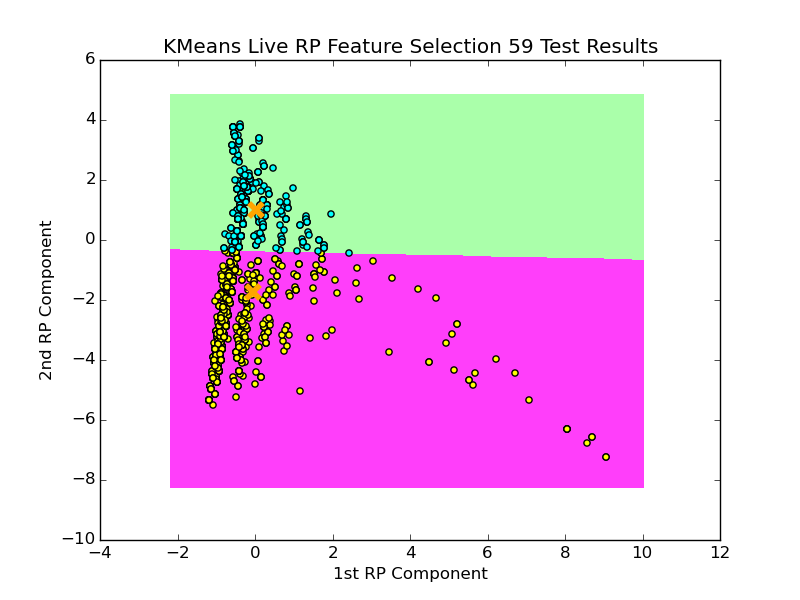 KMeans Live RP Feature Selection 59 Test Results
6
4
2
0
−2
−4
−6
−8
−10
2nd RP Component
−4 −2 0 2 4 6 8 10 12
1st RP Component